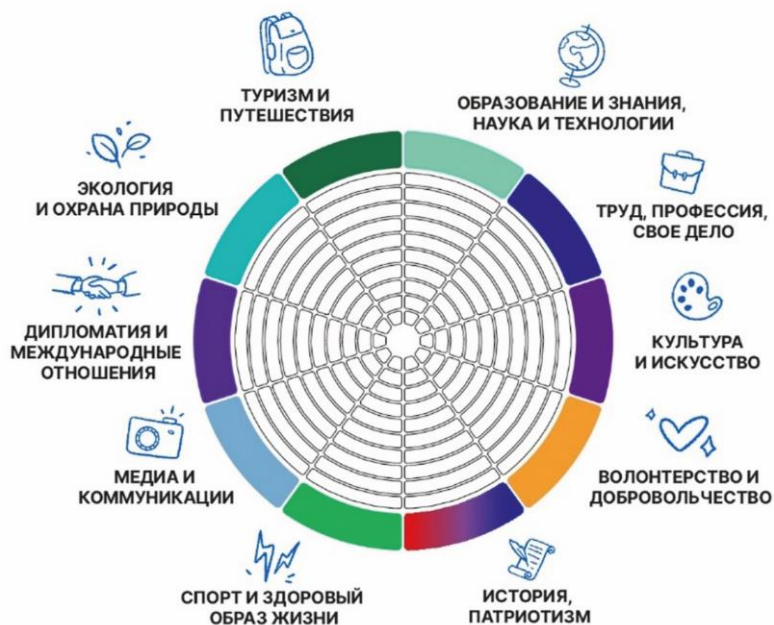 ТУРИЗМ И
ПУТЕШЕСТВИЯ
ОБРАЗОВАНИЕ И ЗНАНИЯ,
НАУКА И ТЕХНОЛОГИИ
ЭКОЛОГИЯ
И ОХРАНА ПРИРОДЫ
ТРУД, ПРОФЕССИЯ,
СВОЕ ДЕЛО
ДИПЛОМАТИЯ И
МЕЖДУНАРОДНЫЕ
ОТНОШЕНИЯ
КУЛЬТУРА
И ИСКУССТВО
МЕДИА И
КОММУНИКАЦИИ
ВОЛОНТЕРСТВО И
ДОБРОВОЛЬЧЕСТВО
СПОРТ И ЗДОРОВЫЙ
ОБРАЗ ЖИЗНИ
ИСТОРИЯ,
ПАТРИОТИЗМ